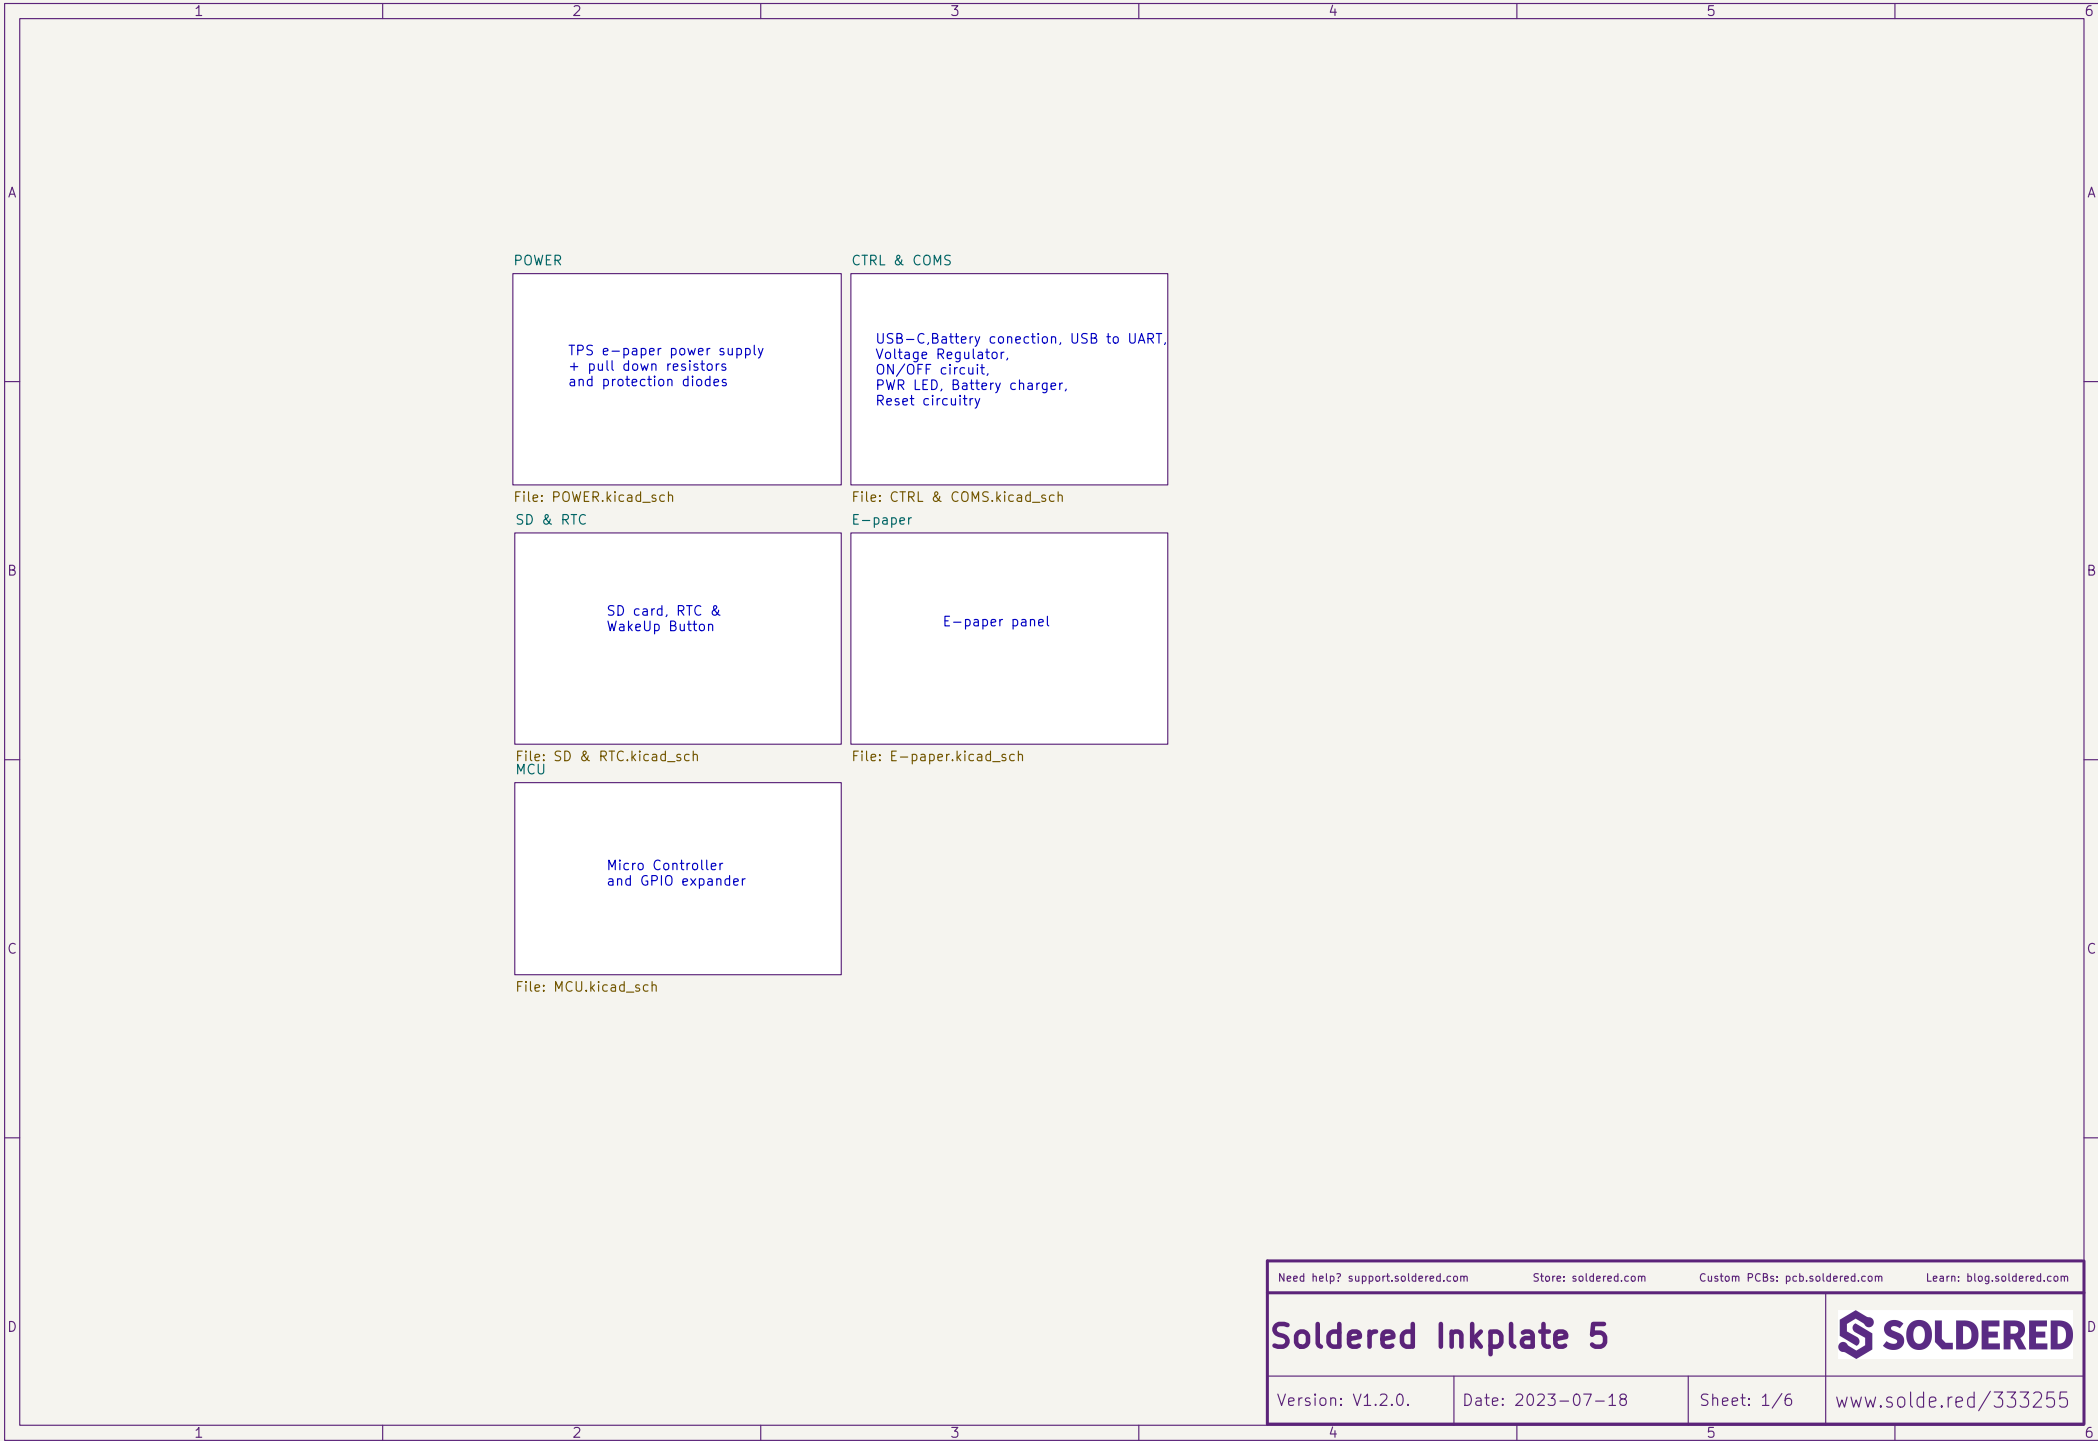 1 2 3 4 5 6
A A
POWER
TPS e-paper power supply
+ pull down resistors
and protection diodes
File: POWER.kicad_sch
CTRL & COMS
USB-C,Battery conection, USB to UART,
Voltage Regulator,
ON/OFF circuit,
PWR LED, Battery charger,
Reset circuitry
File: CTRL & COMS.kicad_sch
B B
SD & RTC
SD card, RTC &
WakeUp Button
File: SD & RTC.kicad_sch
E-paper
E-paper panel
File: E-paper.kicad_sch
MCU
Micro Controller
and GPIO expander
File: MCU.kicad_sch
C C
Need help? support.soldered.com Store: soldered.com Custom PCBs: pcb.soldered.com Learn: blog.soldered.com
D D
Soldered Inkplate 5
SOLDERED
Version: V1.2.0. Date: 2023-07-18 Sheet: 1/6 www.solde.red/333255
1 2 3 4 5 6